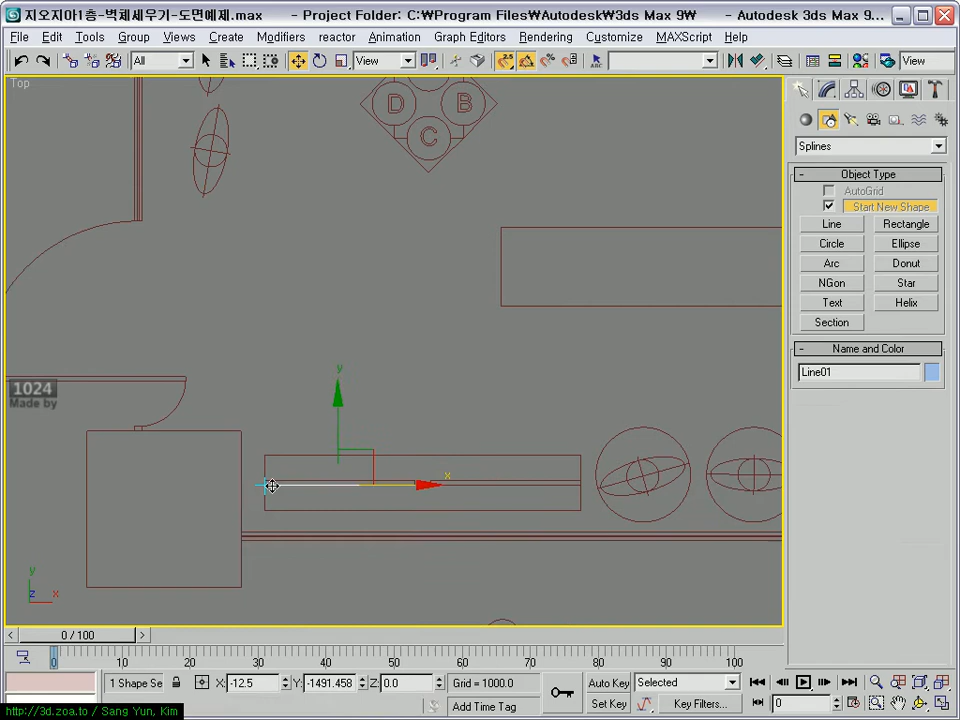 지오지아1층-벽체세우기-도면예제.max - Project Folder: C:₩Program Files₩Autodesk₩3ds Max 9₩ - Autodesk 3ds Max 9...
File Edit Tools Group Views Create Modifiers reactor Animation Graph Editors Rendering Customize MAXScript Help
All View View
Top
Splines
- Object Type
AutoGrid
Start New Shape
Line Rectangle
Circle Ellipse
Arc Donut
NGon Star
Text Helix
Section
- Name and Color
Line01
D B
C
y
x
1024
Made by
y
z x
< 0 / 100 >
0 10 20 30 40 50 60 70 80 90 100
1 Shape Se X: -12.5 Y: -1491.458 Z: 0.0 Grid = 1000.0 Auto Key Selected
Add Time Tag Set Key Key Filters... 0
http://3d.zoa.to / Sang Yun, Kim